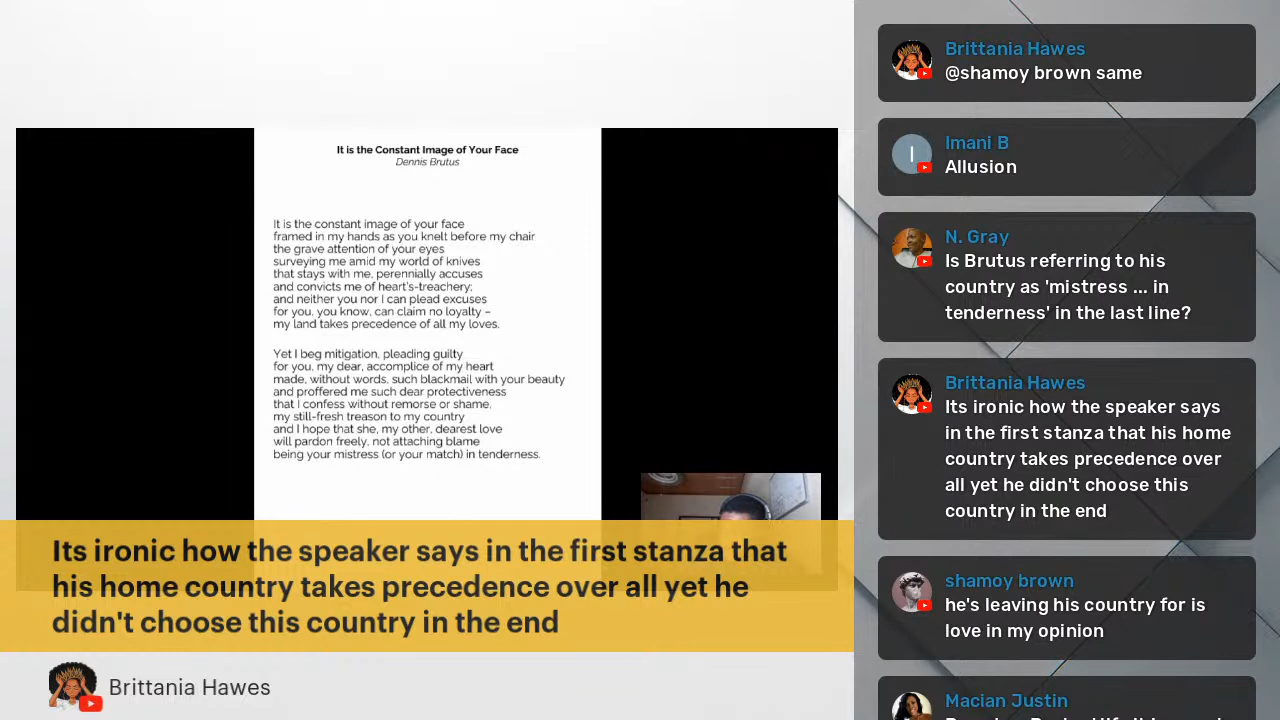 It is the Constant Image of Your Face
Dennis Brutus
It is the constant image of your face
framed in my hands as you knelt before my chair
the grave attention of your eyes
surveying me amid my world of knives
that stays with me, perennially accuses
and convicts me of heart's-treachery;
and neither you nor I can plead excuses
for you, you know, can claim no loyalty –
my land takes precedence of all my loves.
Yet I beg mitigation, pleading guilty
for you, my dear, accomplice of my heart
made, without words, such blackmail with your beauty
and proffered me such dear protectiveness
that I confess without remorse or shame,
my still-fresh treason to my country
and I hope that she, my other, dearest love
will pardon freely, not attaching blame
being your mistress (or your match) in tenderness.
Its ironic how the speaker says in the first stanza that
his home country takes precedence over all yet he
didn't choose this country in the end
Brittania Hawes
Brittania Hawes
@shamoy brown same
I
Imani B
Allusion
N. Gray
Is Brutus referring to his
country as 'mistress ... in
tenderness' in the last line?
Brittania Hawes
Its ironic how the speaker says
in the first stanza that his home
country takes precedence over
all yet he didn't choose this
country in the end
shamoy brown
he's leaving his country for is
love in my opinion
Macian Justin